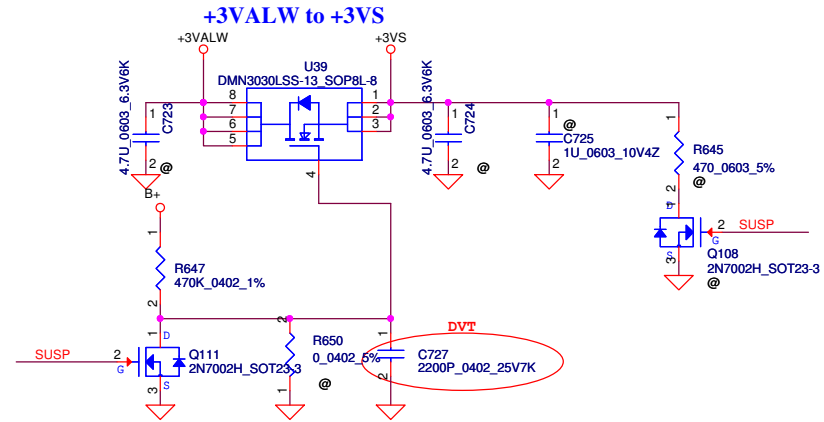 +3VALW to +3VS
+3VALW
+3VS
U39
DMN3030LSS-13_SOP8L-8
8
7
6
5
1
2
3
4
4.7U_0603_6.3V6K
1
C723
2
@
4.7U_0603_6.3V6K
1
C724
2
@
1
@
C725
1U_0603_10V4Z
2
1
R645
470_0603_5%
2
@
1
D
2
SUSP
G
S
3
Q108
2N7002H_SOT23-3
@
B+
1
R647
470K_0402_1%
2
SUSP
2
G
1
D
Q111
2N7002H_SOT23-3
3
S
2
R650
0_0402_5%
1
@
DVT
1
C727
2200P_0402_25V7K
2